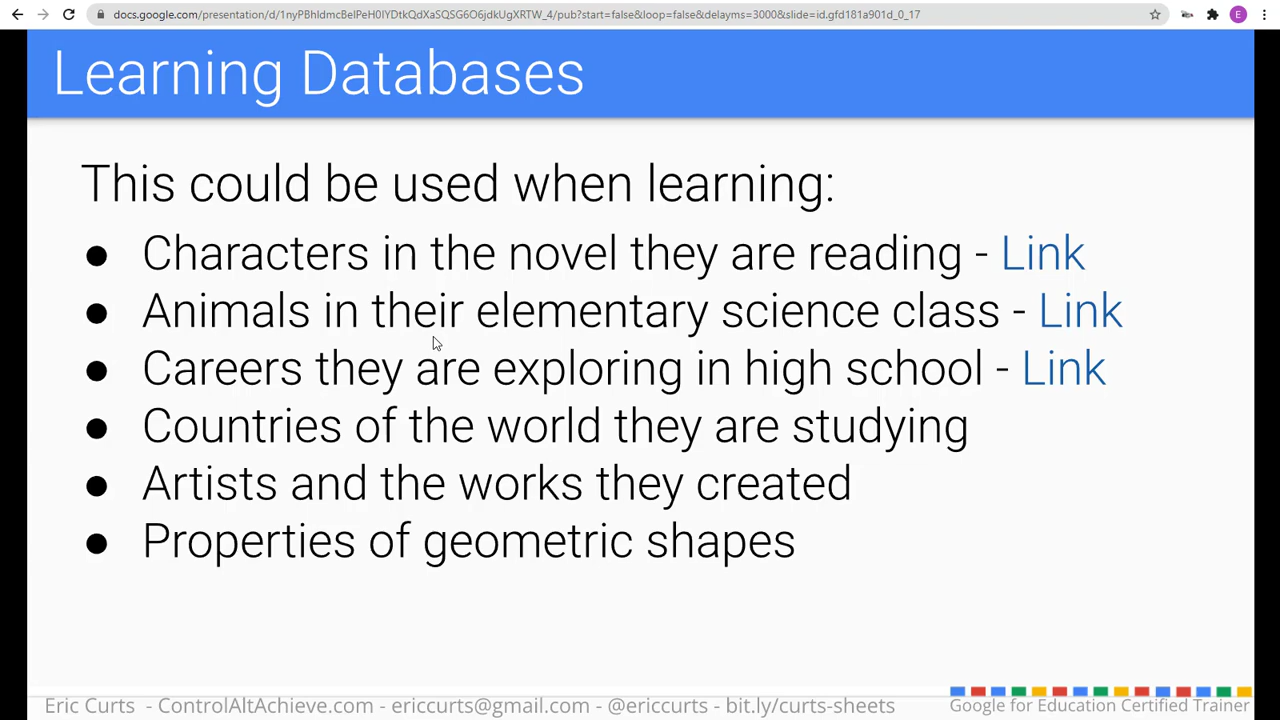 docs.google.com/presentation/d/1nyPBhldmcBelPeH0IYDtkQdXaSQSG6O6jdkUgXRTW_4/pub?start=false&loop=false&delayms=3000&slide=id.gfd181a901d_0_17
E
Learning Databases
This could be used when learning:
● Characters in the novel they are reading - Link
● Animals in their elementary science class - Link
● Careers they are exploring in high school - Link
● Countries of the world they are studying
● Artists and the works they created
● Properties of geometric shapes
Eric Curts - ControlAltAchieve.com - ericcurts@gmail.com - @ericcurts - bit.ly/curts-sheets
Google for Education Certified Trainer